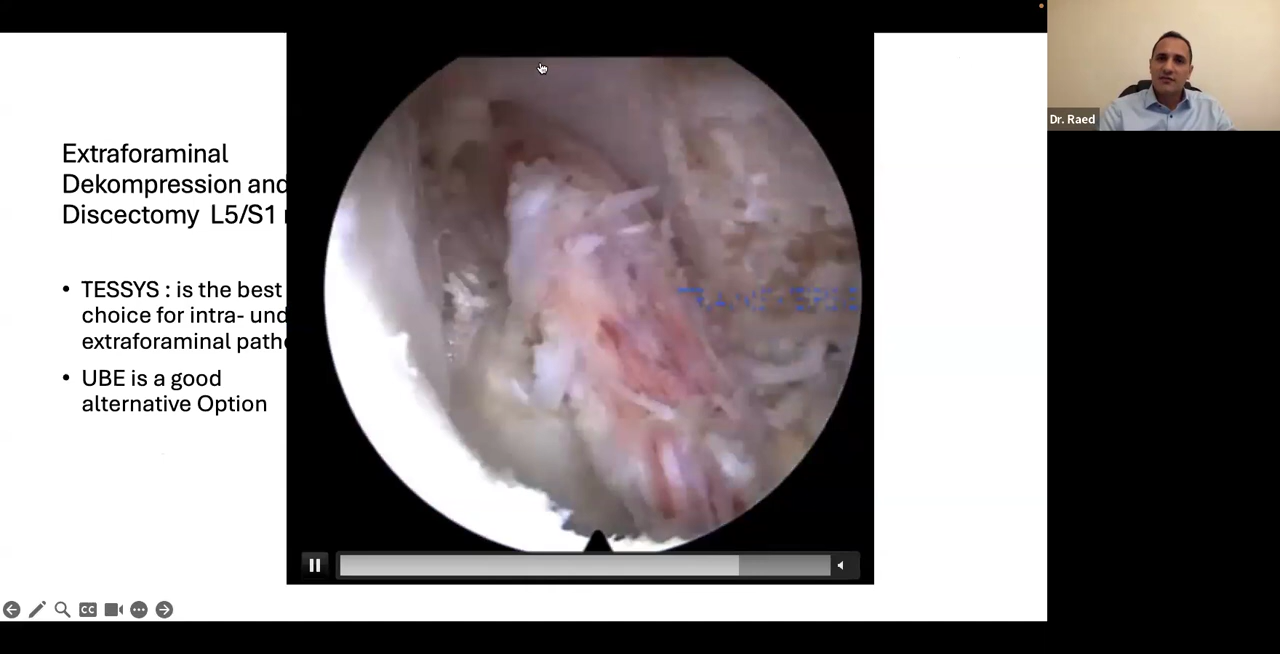 Dr. Raed
Extraforaminal
Dekompression and
Discectomy L5/S1
• TESSYS : is the best
choice for intra- und
extraforaminal
• UBE is a good
alternative Option
CC